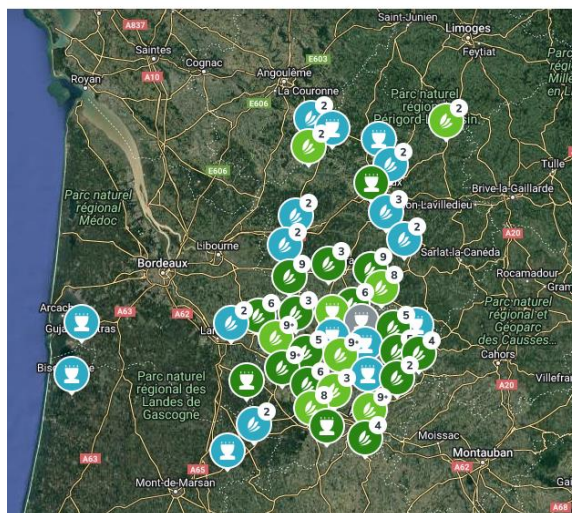 Saint-Junien
Limoges
A837
Saintes
Cognac
E603
Feytiat
Royan
A10
Angoulême
La Couronne
E606
Parc naturel
régional
Périgord-
2
2
2
2
Tulle
E606
Parc naturel
régional
Médoc
2
3
Brive-la-Gaillarde
A20
Libourne
2
2
Sarlat-la-Canéda
Bordeaux
9
3
9
8
Rocamadour
Arcac
A63
A62
2
6
3
6
5
Parc naturel
régional et
Géoparc
des Causses...
9+
5
9+
4
Cahors
9+
6
3
2
Parc naturel
régional des
Landes de
Gascogne
8
9+
A20
Villefran
2
4
Moissac
A63
A65
A62
Montauban
Mont-de-Marsan
A68